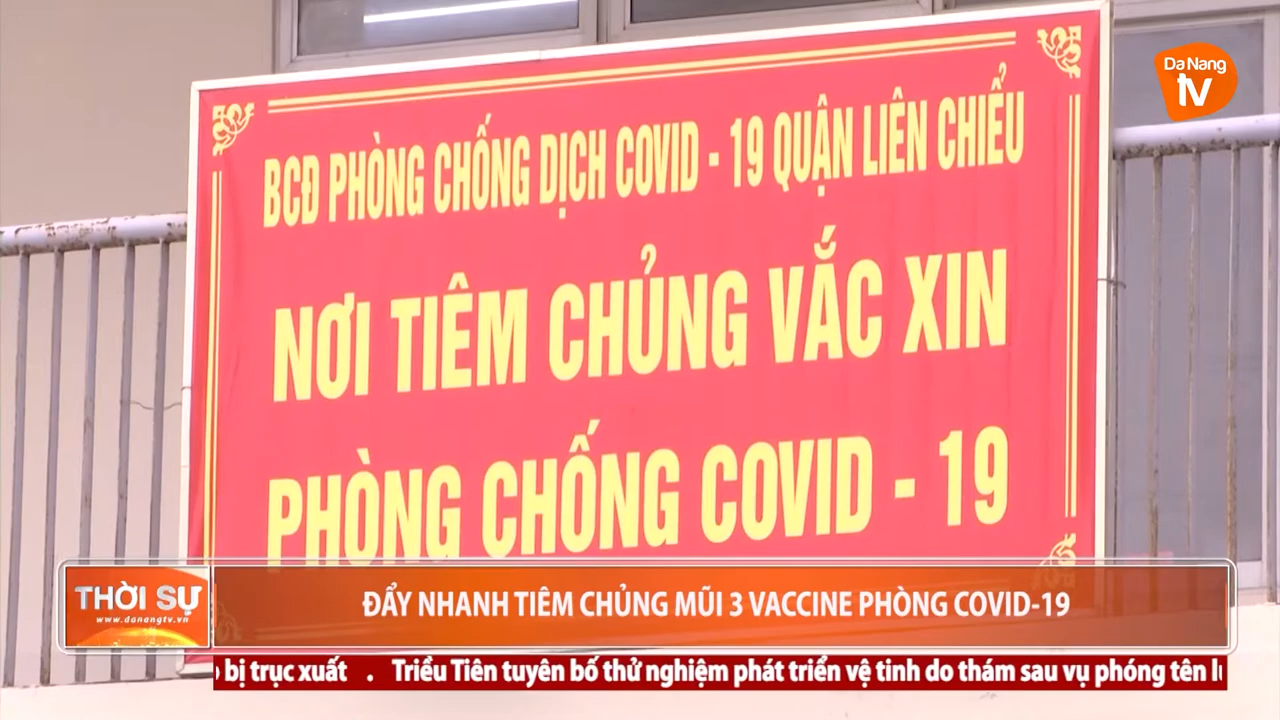 Da Nang
tv
BCĐ PHÒNG CHỐNG DỊCH COVID - 19 QUẬN LIÊN CHIỂU
NƠI TIÊM CHỦNG VẮC XIN
PHÒNG CHỐNG COVID - 19
THỜI SỰ
www.danangtv.vn
ĐẨY NHANH TIÊM CHỦNG MŨI 3 VACCINE PHÒNG COVID-19
bị trục xuất . Triều Tiên tuyên bố thử nghiệm phát triển vệ tinh do thám sau vụ phóng tên